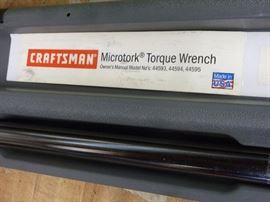 CRAFTSMAN Microtork® Torque Wrench
Owner's Manual Model No's: 44593, 44594, 44595
Made in
USA